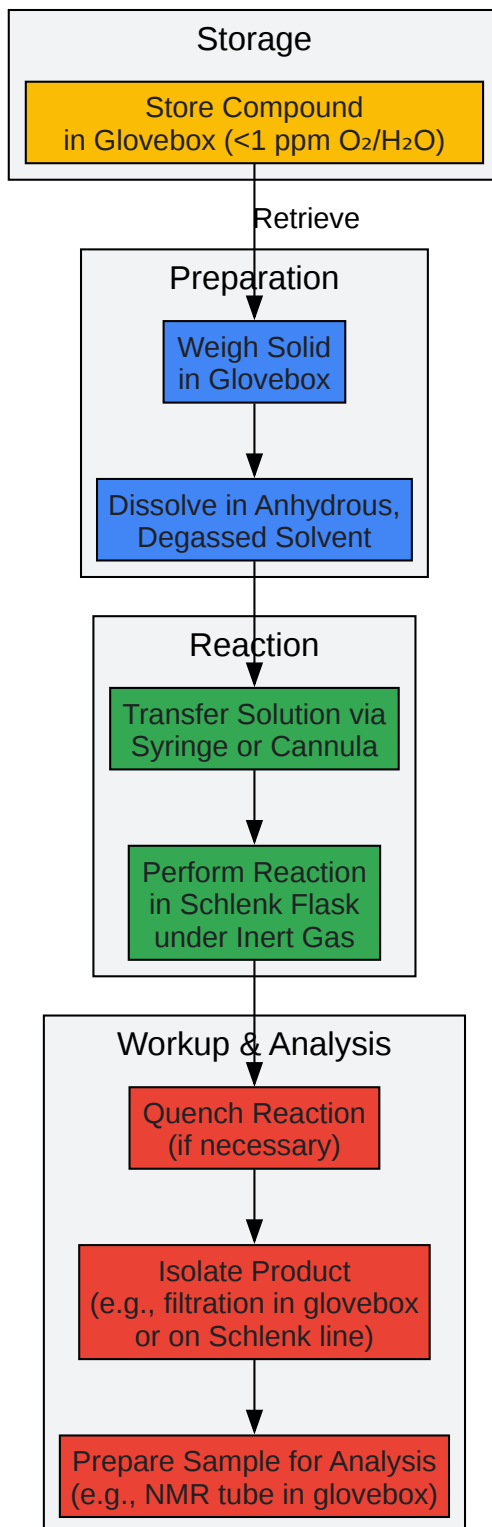 Storage
Store Compound
in Glovebox (<1 ppm O₂/H₂O)
Retrieve
Preparation
Weigh Solid
in Glovebox
Dissolve in Anhydrous,
Degassed Solvent
Reaction
Transfer Solution via
Syringe or Cannula
Perform Reaction
in Schlenk Flask
under Inert Gas
Workup & Analysis
Quench Reaction
(if necessary)
Isolate Product
(e.g., filtration in glovebox
or on Schlenk line)
Prepare Sample for Analysis
(e.g., NMR tube in glovebox)